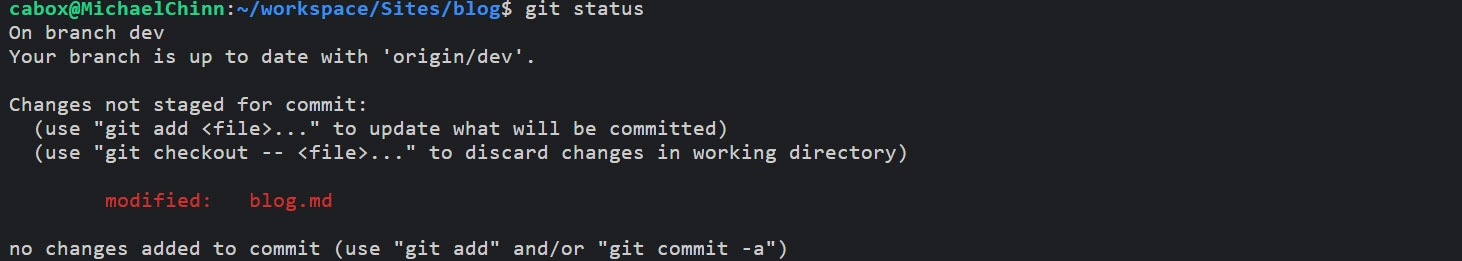 cabox@MichaelChinn:~/workspace/Sites/blog$ git status
On branch dev
Your branch is up to date with 'origin/dev'.
Changes not staged for commit:
(use "git add <file>..." to update what will be committed)
(use "git checkout -- <file>..." to discard changes in working directory)
modified: blog.md
no changes added to commit (use "git add" and/or "git commit -a")